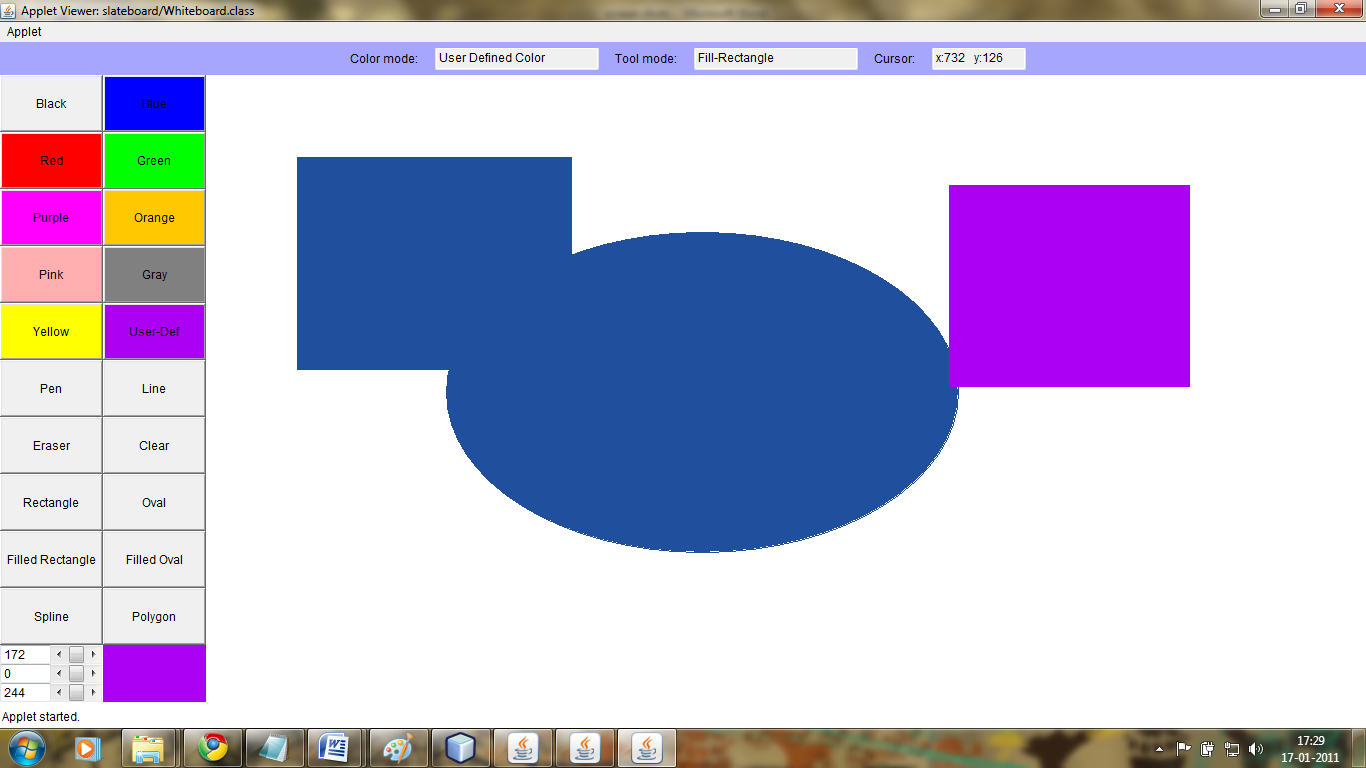 Applet Viewer: slateboard/Whiteboard.class
Applet
Color mode: User Defined Color Tool mode: Fill-Rectangle Cursor: x:732 y:126
Black Blue
Red Green
Purple Orange
Pink Gray
Yellow User-Def
Pen Line
Eraser Clear
Rectangle Oval
Filled Rectangle Filled Oval
Spline Polygon
172
0
244
Applet started.
17:29
17-01-2011